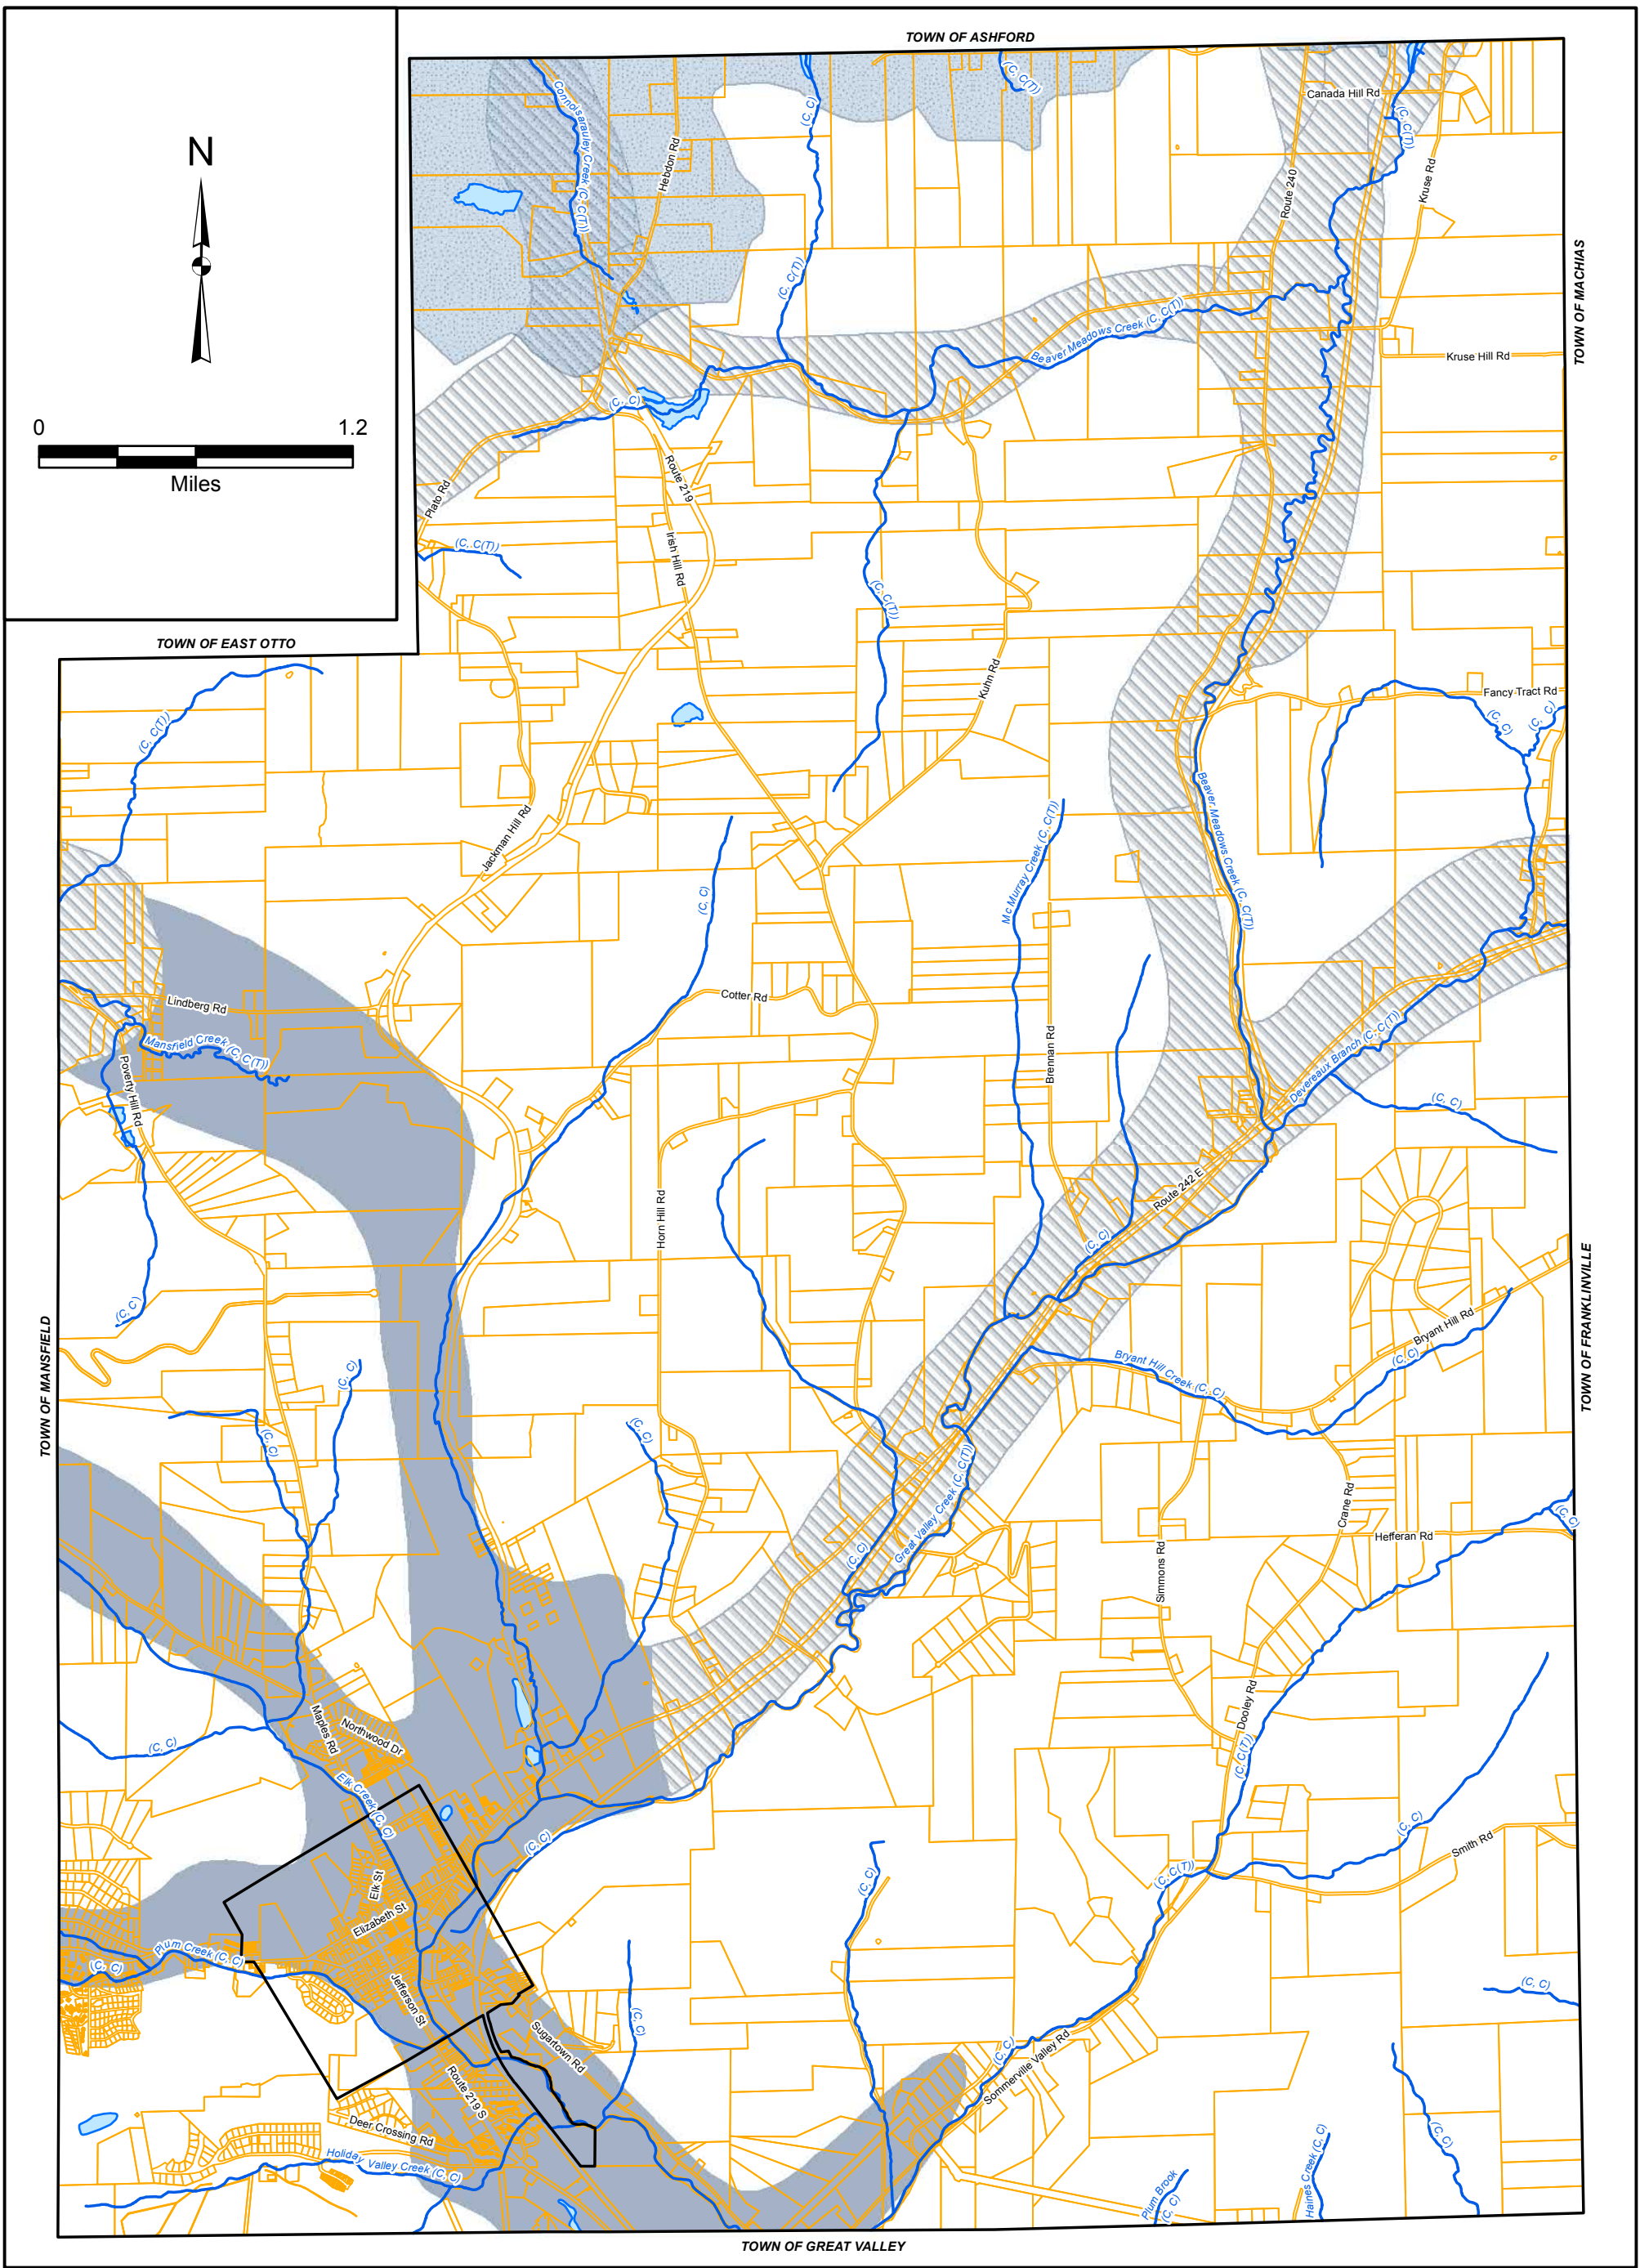 TOWN OF ASHFORD
N
0 1.2
Miles
Connoisarauley Creek (C, C(T))
Hebdon Rd
(C, C)
(C, C(T))
Canada Hill Rd
(C, C(T))
Route 240
Kruse Rd
TOWN OF MACHIAS
(C, C(T))
Beaver Meadows Creek (C, C(T))
Kruse Hill Rd
(C, C)
Plato Rd
Route 219
Irish Hill Rd
(C, C(T))
(C, C(T))
TOWN OF EAST OTTO
Kuhn Rd
Fancy Tract Rd
(C, C)
(C, C)
(C, C(T))
Jackman Hill Rd
Beaver Meadows Creek (C, C(T))
Mc Murray Creek (C, C(T))
(C, C)
Lindberg Rd
Cotter Rd
Mansfield Creek (C, C(T))
Poverty Hill Rd
Brennan Rd
Devereaux Branch (C, C(T))
(C, C)
Route 242 E
Horn Hill Rd
(C, C)
(C, C)
TOWN OF MANSFIELD
TOWN OF FRANKLINVILLE
Bryant Hill Rd
(C, C)
Bryant Hill Creek (C, C)
(C, C)
(C, C)
(C, C)
Great Valley Creek (C, C(T))
(C, C)
Crane Rd
Hefferan Rd
(C, C)
Simmons Rd
Dooley Rd
(C, C(T))
Maples Rd
Northwood Dr
(C, C)
Elk Creek (C, C)
(C, C)
(C, C)
Smith Rd
(C, C)
(C, C(T))
Elk St
Elizabeth St
Plum Creek (C, C)
(C, C)
Jefferson St
(C, C)
(C, C)
Sugartown Rd
(C, C)
Sommerville Valley Rd
Route 219 S
Deer Crossing Rd
Holiday Valley Creek (C, C)
(C, C)
Haines Creek (C, C)
Plum Brook
(C, C)
TOWN OF GREAT VALLEY